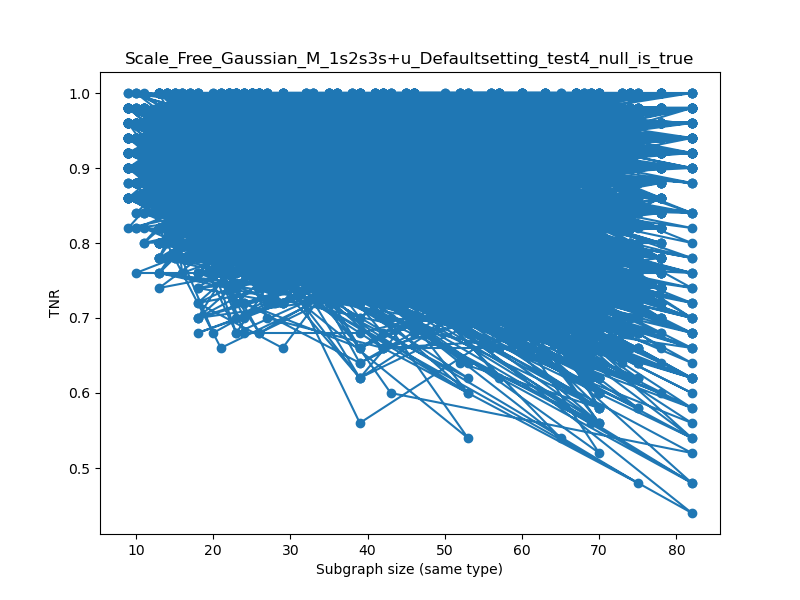 Scale_Free_Gaussian_M_1s2s3s+u_Defaultsetting_test4_null_is_true
1.0
0.9
0.8
0.7
0.6
0.5
TNR
10 20 30 40 50 60 70 80
Subgraph size (same type)